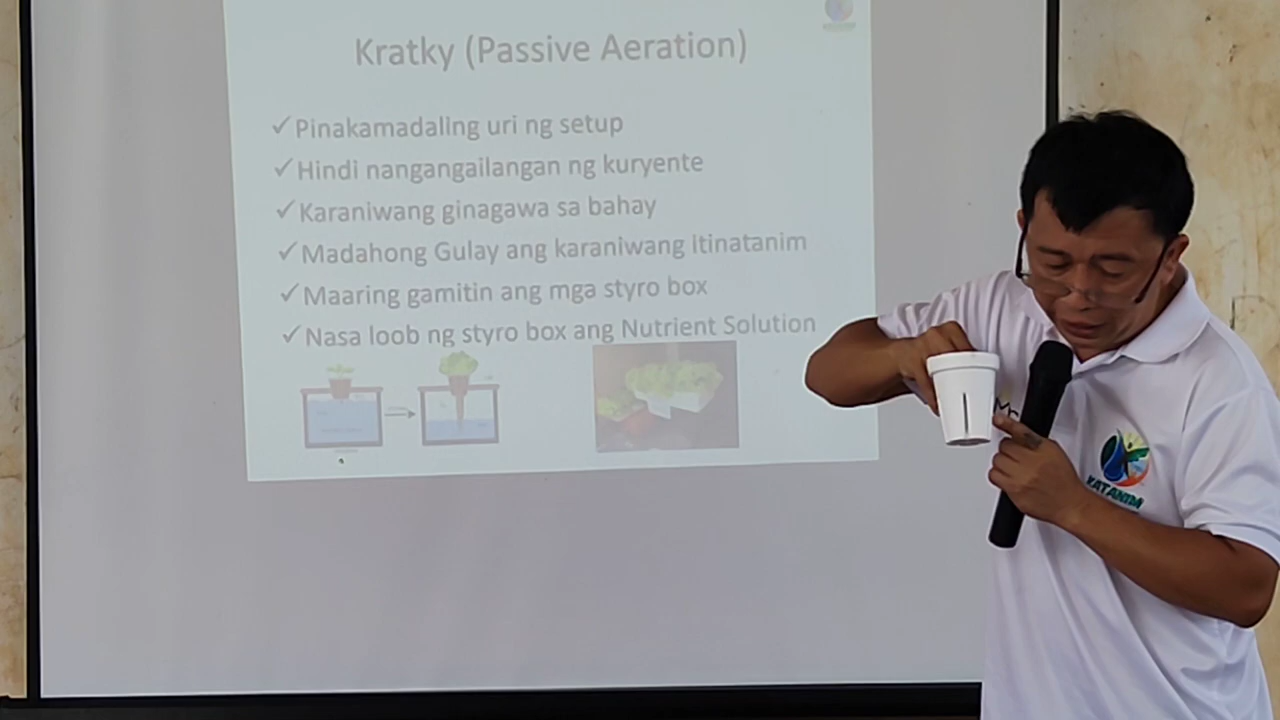 Kratky (Passive Aeration)
✓ Pinakamadaling uri ng setup
✓ Hindi nangangailangan ng kuryente
✓ Karaniwang ginagawa sa bahay
✓ Madahong Gulay ang karaniwang itinatanim
✓ Maaring gamitin ang mga styro box
✓ Nasa loob ng styro box ang Nutrient Solution
KATANIM